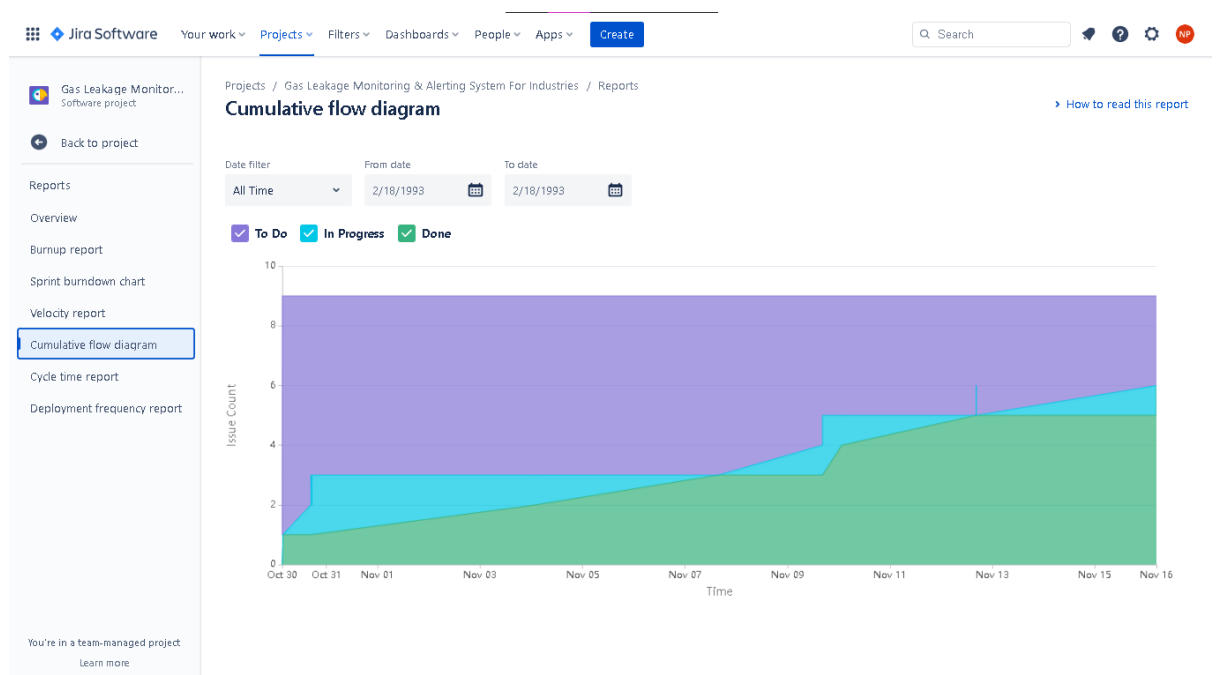 Jira Software Your work Projects Filters Dashboards People Apps Create Search NP
Gas Leakage Monitor...
Software project
Back to project
Reports
Overview
Burnup report
Sprint burndown chart
Velocity report
Cumulative flow diagram
Cycle time report
Deployment frequency report
You're in a team-managed project
Learn more
Projects / Gas Leakage Monitoring & Alerting System For Industries / Reports
Cumulative flow diagram
How to read this report
Date filter From date To date
All Time 2/18/1993 2/18/1993
To Do In Progress Done
10
8
6
4
2
0
Issue Count
Oct 30 Oct 31 Nov 01 Nov 03 Nov 05 Nov 07 Nov 09 Nov 11 Nov 13 Nov 15 Nov 16
Time